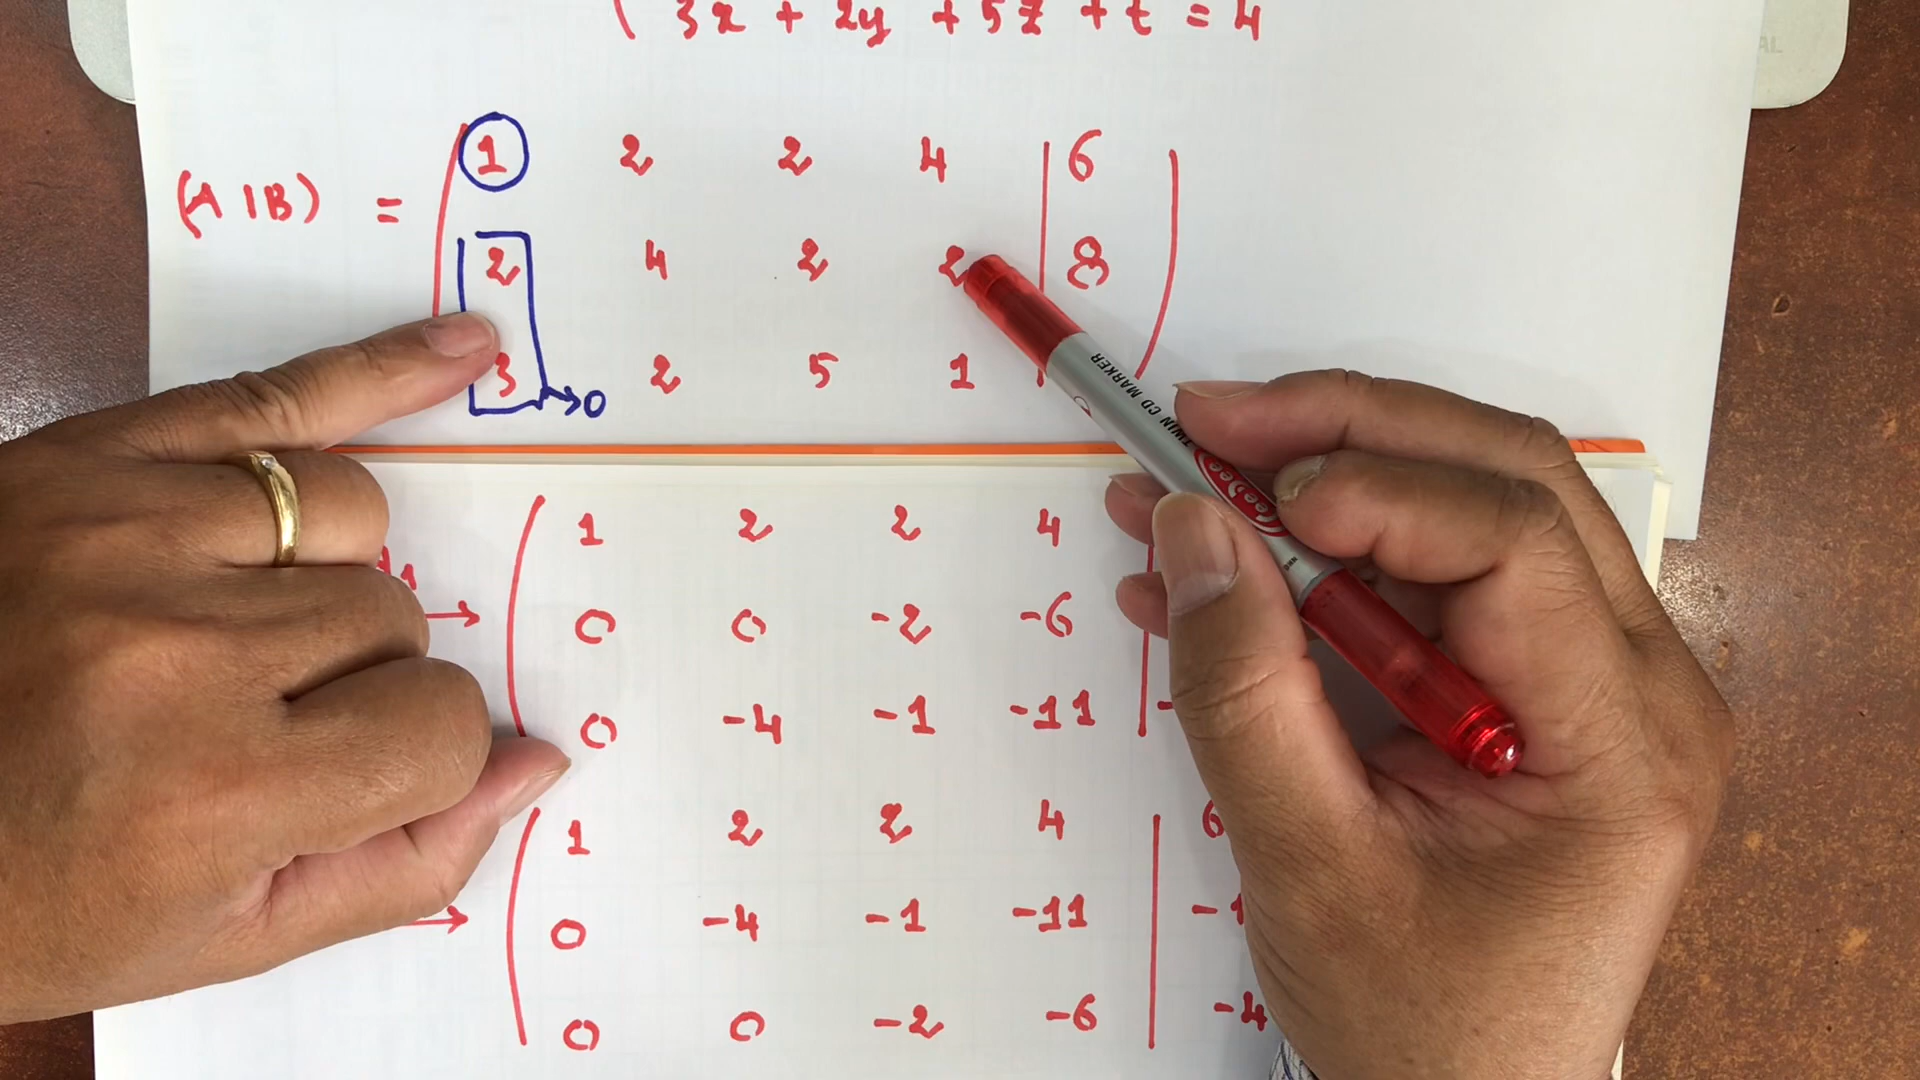 3x + 2y + 5z + t = 4
(A|B) = 1 2 2 4 | 6
2 4 2 2 | 8
3 2 5 1
→0
1 2 2 4
→ 0 0 -2 -6
0 -4 -1 -11 | -
1 2 2 4 | 6
→ 0 -4 -1 -11
0 0 -2 -6 | -4
TWIN CD MARKER
CeeDee